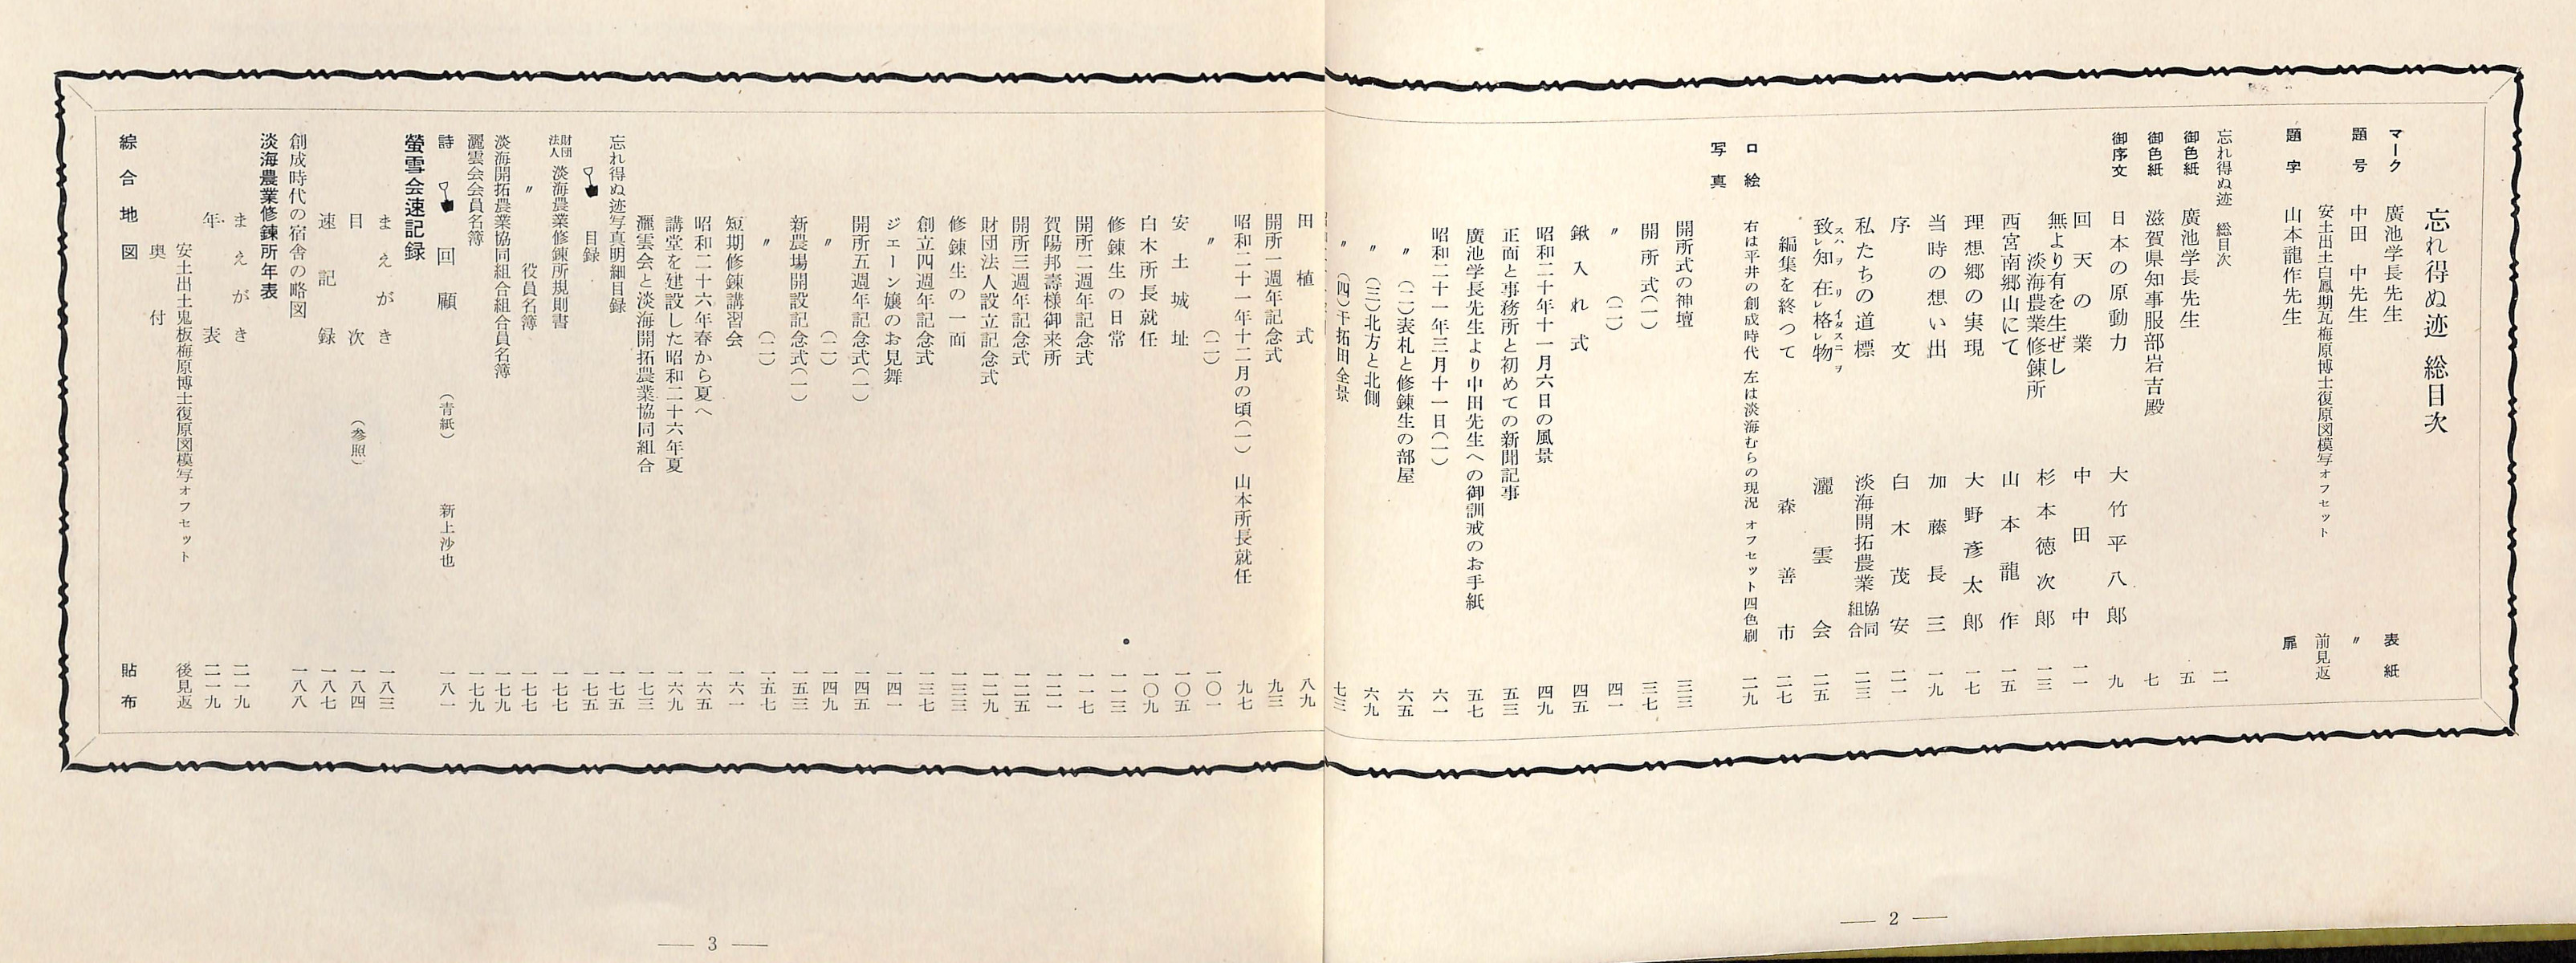 忘れ得ぬ迹 総目次
マーク 廣池学長先生 表紙
題号 中田 中先生 〃
安土出土白鳳期瓦梅原博士復原図模写オフセット 前見返
題字 山本龍作先生 扉
忘れ得ぬ迹 総目次 二
御色紙 廣池学長先生 五
御色紙 滋賀県知事服部岩吉殿 七
御序文 日本の原動力 大竹平八郎 九
回天の業 中田中 一一
無より有を生ぜし
淡海農業修錬所 杉本徳次郎 一三
西宮南郷山にて 山本龍作 一五
理想郷の実現 大野彦太郎 一七
当時の想い出 加藤長三 一九
序文 白木茂安 二一
私たちの道標 淡海開拓農業協同組合 二三
致スハレ知ヲ在リレ格イタスニレ物ヲ 灑雲会 二五
編集を終つて 森善市 二七
口絵 右は平井の創成時代 左は淡海むらの現況 オフセット四色刷 二九
写真
開所式の神壇 三三
開所式(一) 三七
〃 (二) 四一
鍬入れ式 四五
昭和二十年十一月六日の風景 四九
正面と事務所と初めての新聞記事 五三
廣池学長先生より中田先生への御訓戒のお手紙 五七
昭和二十一年三月十一日(一) 六一
〃 (二)表札と修錬生の部屋 六五
〃 (三)北方と北側 六九
〃 (四)干拓田全景 七三
田植式 八九
開所一週年記念式 九三
昭和二十一年十二月の頃(一) 山本所長就任 九七
〃 (二) 一〇一
安土城址 一〇五
白木所長就任 一〇九
修錬生の日常 一一三
開所二週年記念式 一一七
賀陽邦壽様御来所 一二一
開所三週年記念式 一二五
財団法人設立記念式 一二九
修錬生の一面 一三三
創立四週年記念式 一三七
ジエーン嬢のお見舞 一四一
開所五週年記念式(一) 一四五
〃 (二) 一四九
新農場開設記念式(一) 一五三
〃 (二) 一五七
短期修錬講習会 一六一
昭和二十六年春から夏へ 一六五
講堂を建設した昭和二十六年夏 一六九
灑雲会と淡海開拓農業協同組合 一七三
忘れ得ぬ迹写真明細目録 一七五
目録 一七五
財団法人 淡海農業修錬所規則書 一七七
〃 役員名簿 一七七
淡海開拓農業協同組合組合員名簿 一七九
灑雲会会員名簿 一七九
詩 回顧 (青紙) 新上沙也 一八一
螢雪会速記録
まえがき 一八三
目次 (参照) 一八四
速記録 一八七
創成時代の宿舎の略図 一八八
淡海農業修錬所年表
まえがき 二一九
年表 二一九
安土出土鬼板梅原博士復原図模写オフセット 後見返
奥付
綜合地図 貼布
— 2 —
— 3 —